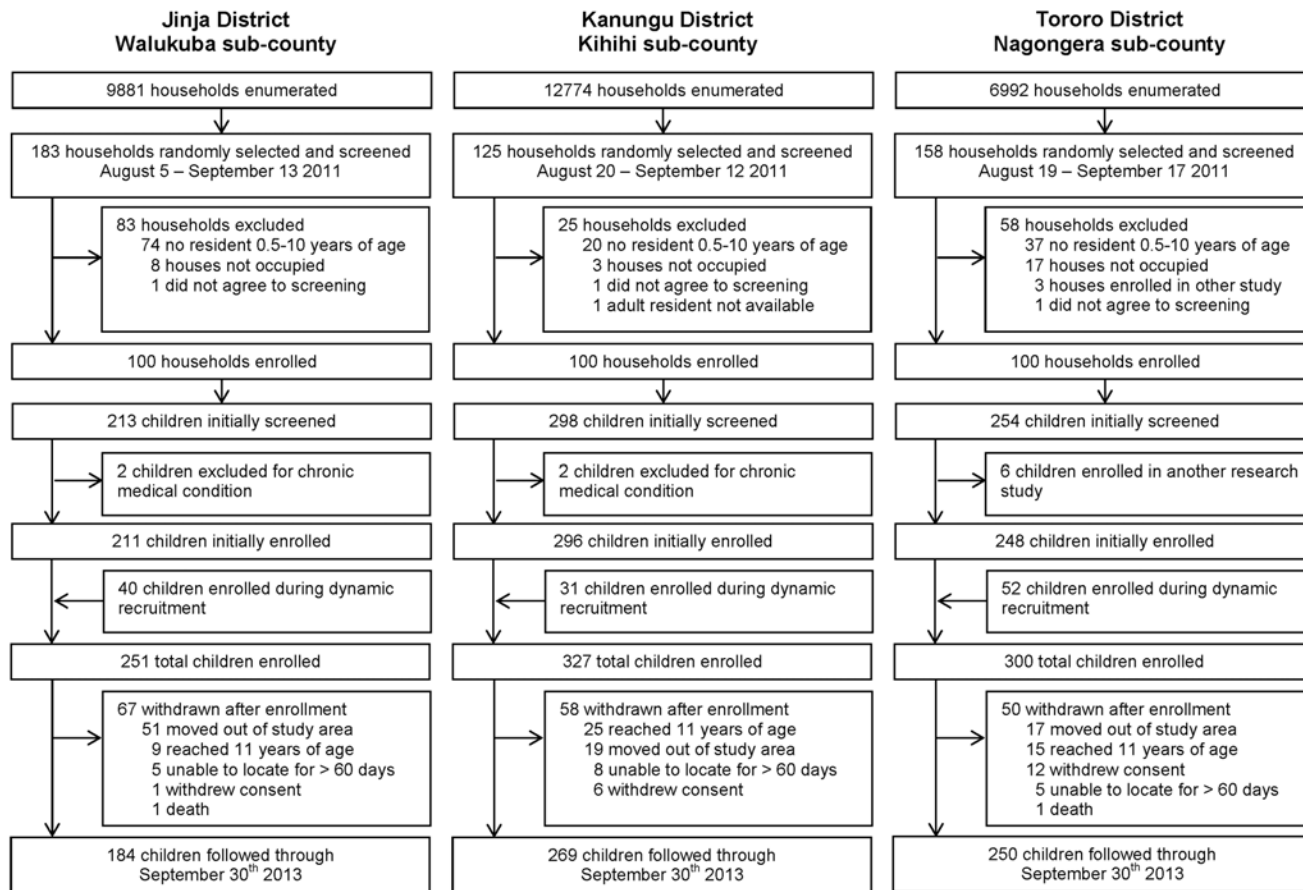 Jinja District
Walukuba sub-county
9881 households enumerated
183 households randomly selected and screened
August 5 – September 13 2011
83 households excluded
74 no resident 0.5-10 years of age
8 houses not occupied
1 did not agree to screening
100 households enrolled
213 children initially screened
2 children excluded for chronic
medical condition
211 children initially enrolled
40 children enrolled during dynamic
recruitment
251 total children enrolled
67 withdrawn after enrollment
51 moved out of study area
9 reached 11 years of age
5 unable to locate for > 60 days
1 withdrew consent
1 death
184 children followed through
September 30th 2013
Kanungu District
Kihihi sub-county
12774 households enumerated
125 households randomly selected and screened
August 20 – September 12 2011
25 households excluded
20 no resident 0.5-10 years of age
3 houses not occupied
1 did not agree to screening
1 adult resident not available
100 households enrolled
298 children initially screened
2 children excluded for chronic
medical condition
296 children initially enrolled
31 children enrolled during dynamic
recruitment
327 total children enrolled
58 withdrawn after enrollment
25 reached 11 years of age
19 moved out of study area
8 unable to locate for > 60 days
6 withdrew consent
269 children followed through
September 30th 2013
Tororo District
Nagongera sub-county
6992 households enumerated
158 households randomly selected and screened
August 19 – September 17 2011
58 households excluded
37 no resident 0.5-10 years of age
17 houses not occupied
3 houses enrolled in other study
1 did not agree to screening
100 households enrolled
254 children initially screened
6 children enrolled in another research
study
248 children initially enrolled
52 children enrolled during dynamic
recruitment
300 total children enrolled
50 withdrawn after enrollment
17 moved out of study area
15 reached 11 years of age
12 withdrew consent
5 unable to locate for > 60 days
1 death
250 children followed through
September 30th 2013